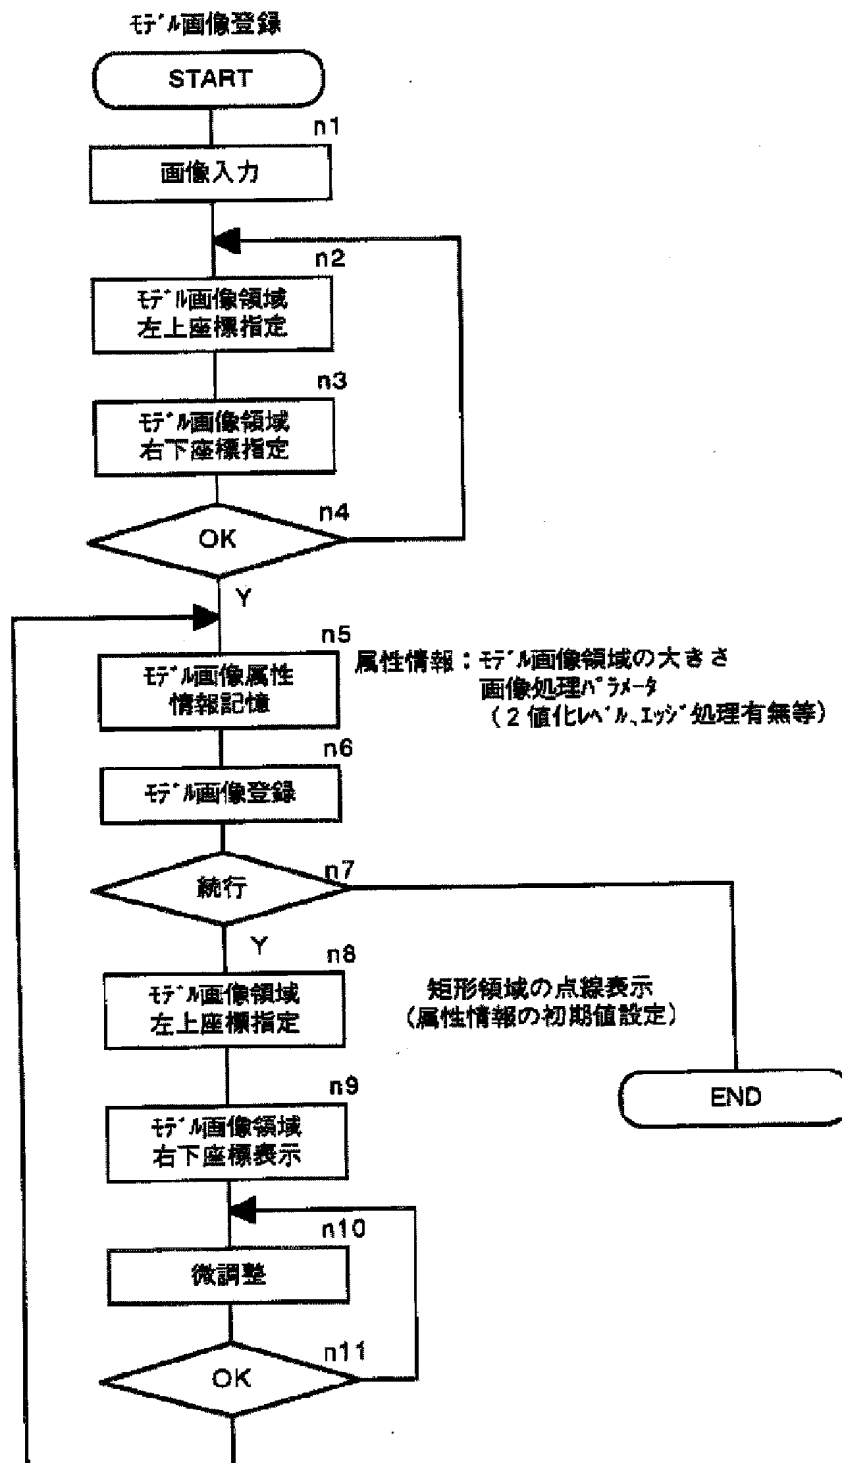 ﾓﾃﾞﾙ画像登録
START
n1
画像入力
n2
ﾓﾃﾞﾙ画像領域
左上座標指定
n3
ﾓﾃﾞﾙ画像領域
右下座標指定
n4
OK
Y
n5
ﾓﾃﾞﾙ画像属性
情報記憶
属性情報：ﾓﾃﾞﾙ画像領域の大きさ
画像処理ﾊﾟﾗﾒｰﾀ
（２値化ﾚﾍﾞﾙ、ｴｯｼﾞ処理有無等）
n6
ﾓﾃﾞﾙ画像登録
n7
続行
Y
n8
ﾓﾃﾞﾙ画像領域
左上座標指定
矩形領域の点線表示
（属性情報の初期値設定）
n9
ﾓﾃﾞﾙ画像領域
右下座標表示
END
n10
微調整
n11
OK